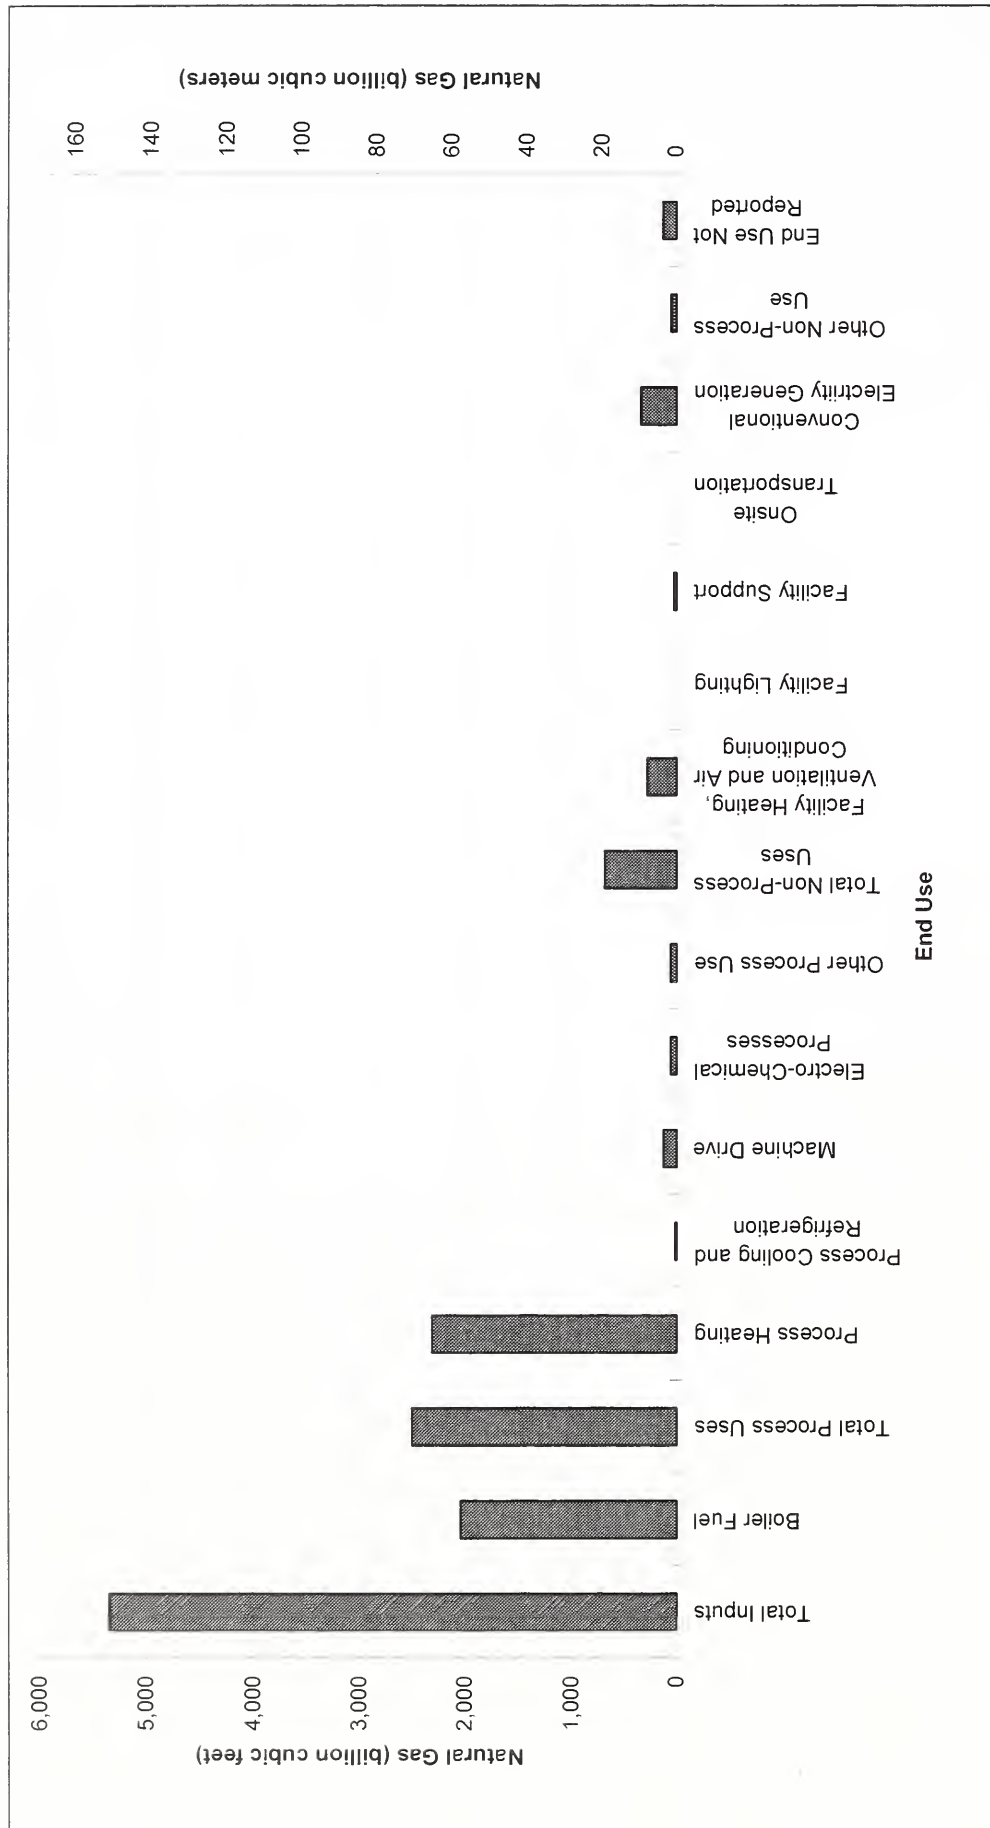 Natural Gas (billion cubic feet)
6,000
5,000
4,000
3,000
2,000
1,000
0
Total Inputs
Boiler Fuel
Total Process Uses
Process Heating
Process Cooling and
Refrigeration
Machine Drive
Electro-Chemical
Processes
Other Process Use
Total Non-Process
Uses
Facility Heating,
Ventilation and Air
Conditioning
Facility Lighting
Facility Support
Onsite
Transportation
Conventional
Electriity Generation
Other Non-Process
Use
End Use Not
Reported
End Use
160
140
120
100
80
60
40
20
0
Natural Gas (billion cubic meters)